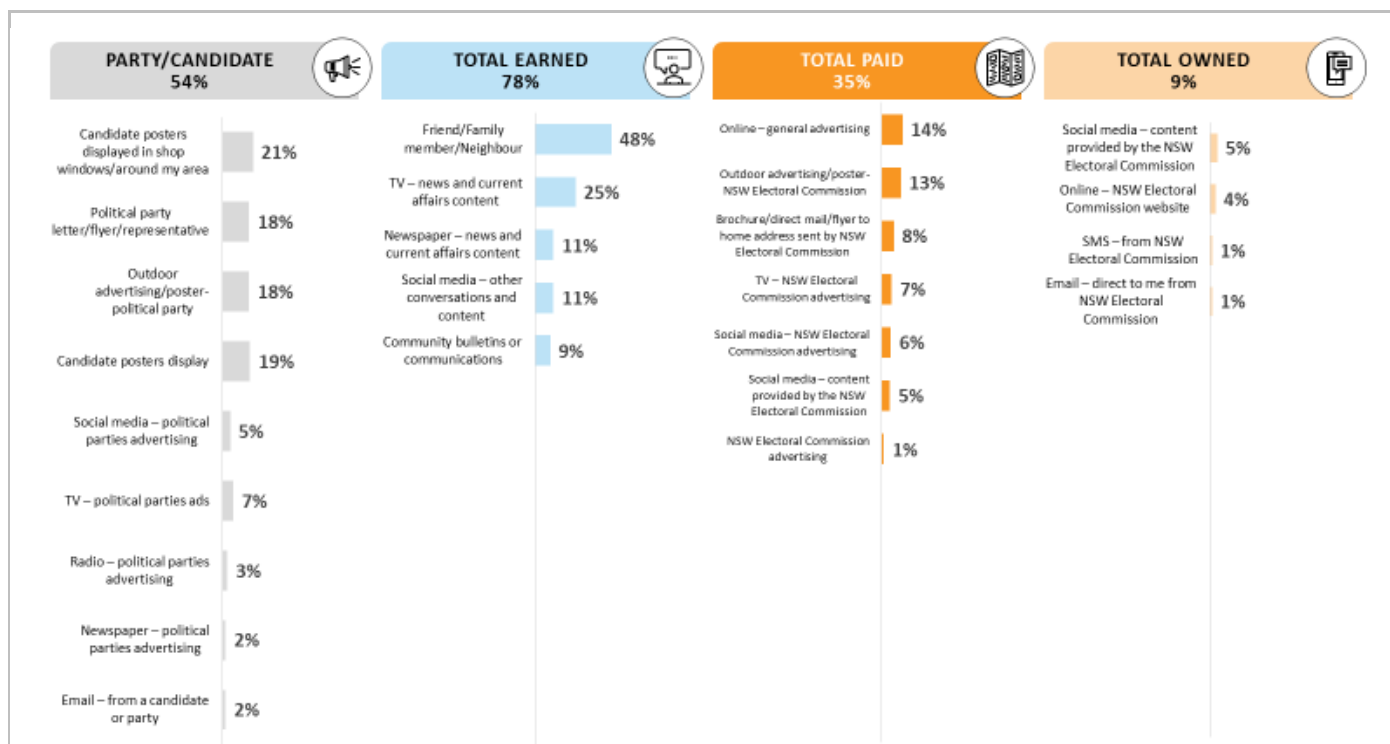 PARTY/CANDIDATE
54%
Candidate posters
displayed in shop
windows/around my area
21%
Political party
letter/flyer/representative
18%
Outdoor
advertising/poster-
political party
18%
Candidate posters display
19%
Social media – political
parties advertising
5%
TV – political parties ads
7%
Radio – political parties
advertising
3%
Newspaper – political
parties advertising
2%
Email – from a candidate
or party
2%
TOTAL EARNED
78%
Friend/Family
member/Neighbour
48%
TV – news and current
affairs content
25%
Newspaper – news and
current affairs content
11%
Social media – other
conversations and
content
11%
Community bulletins or
communications
9%
TOTAL PAID
35%
Online – general advertising
14%
Outdoor advertising/poster-
NSW Electoral Commission
13%
Brochure/direct mail/flyer to
home address sent by NSW
Electoral Commission
8%
TV – NSW Electoral
Commission advertising
7%
Social media – NSW Electoral
Commission advertising
6%
Social media – content
provided by the NSW
Electoral Commission
5%
NSW Electoral Commission
advertising
1%
TOTAL OWNED
9%
Social media – content
provided by the NSW
Electoral Commission
5%
Online – NSW Electoral
Commission website
4%
SMS – from NSW
Electoral Commission
1%
Email – direct to me from
NSW Electoral
Commission
1%